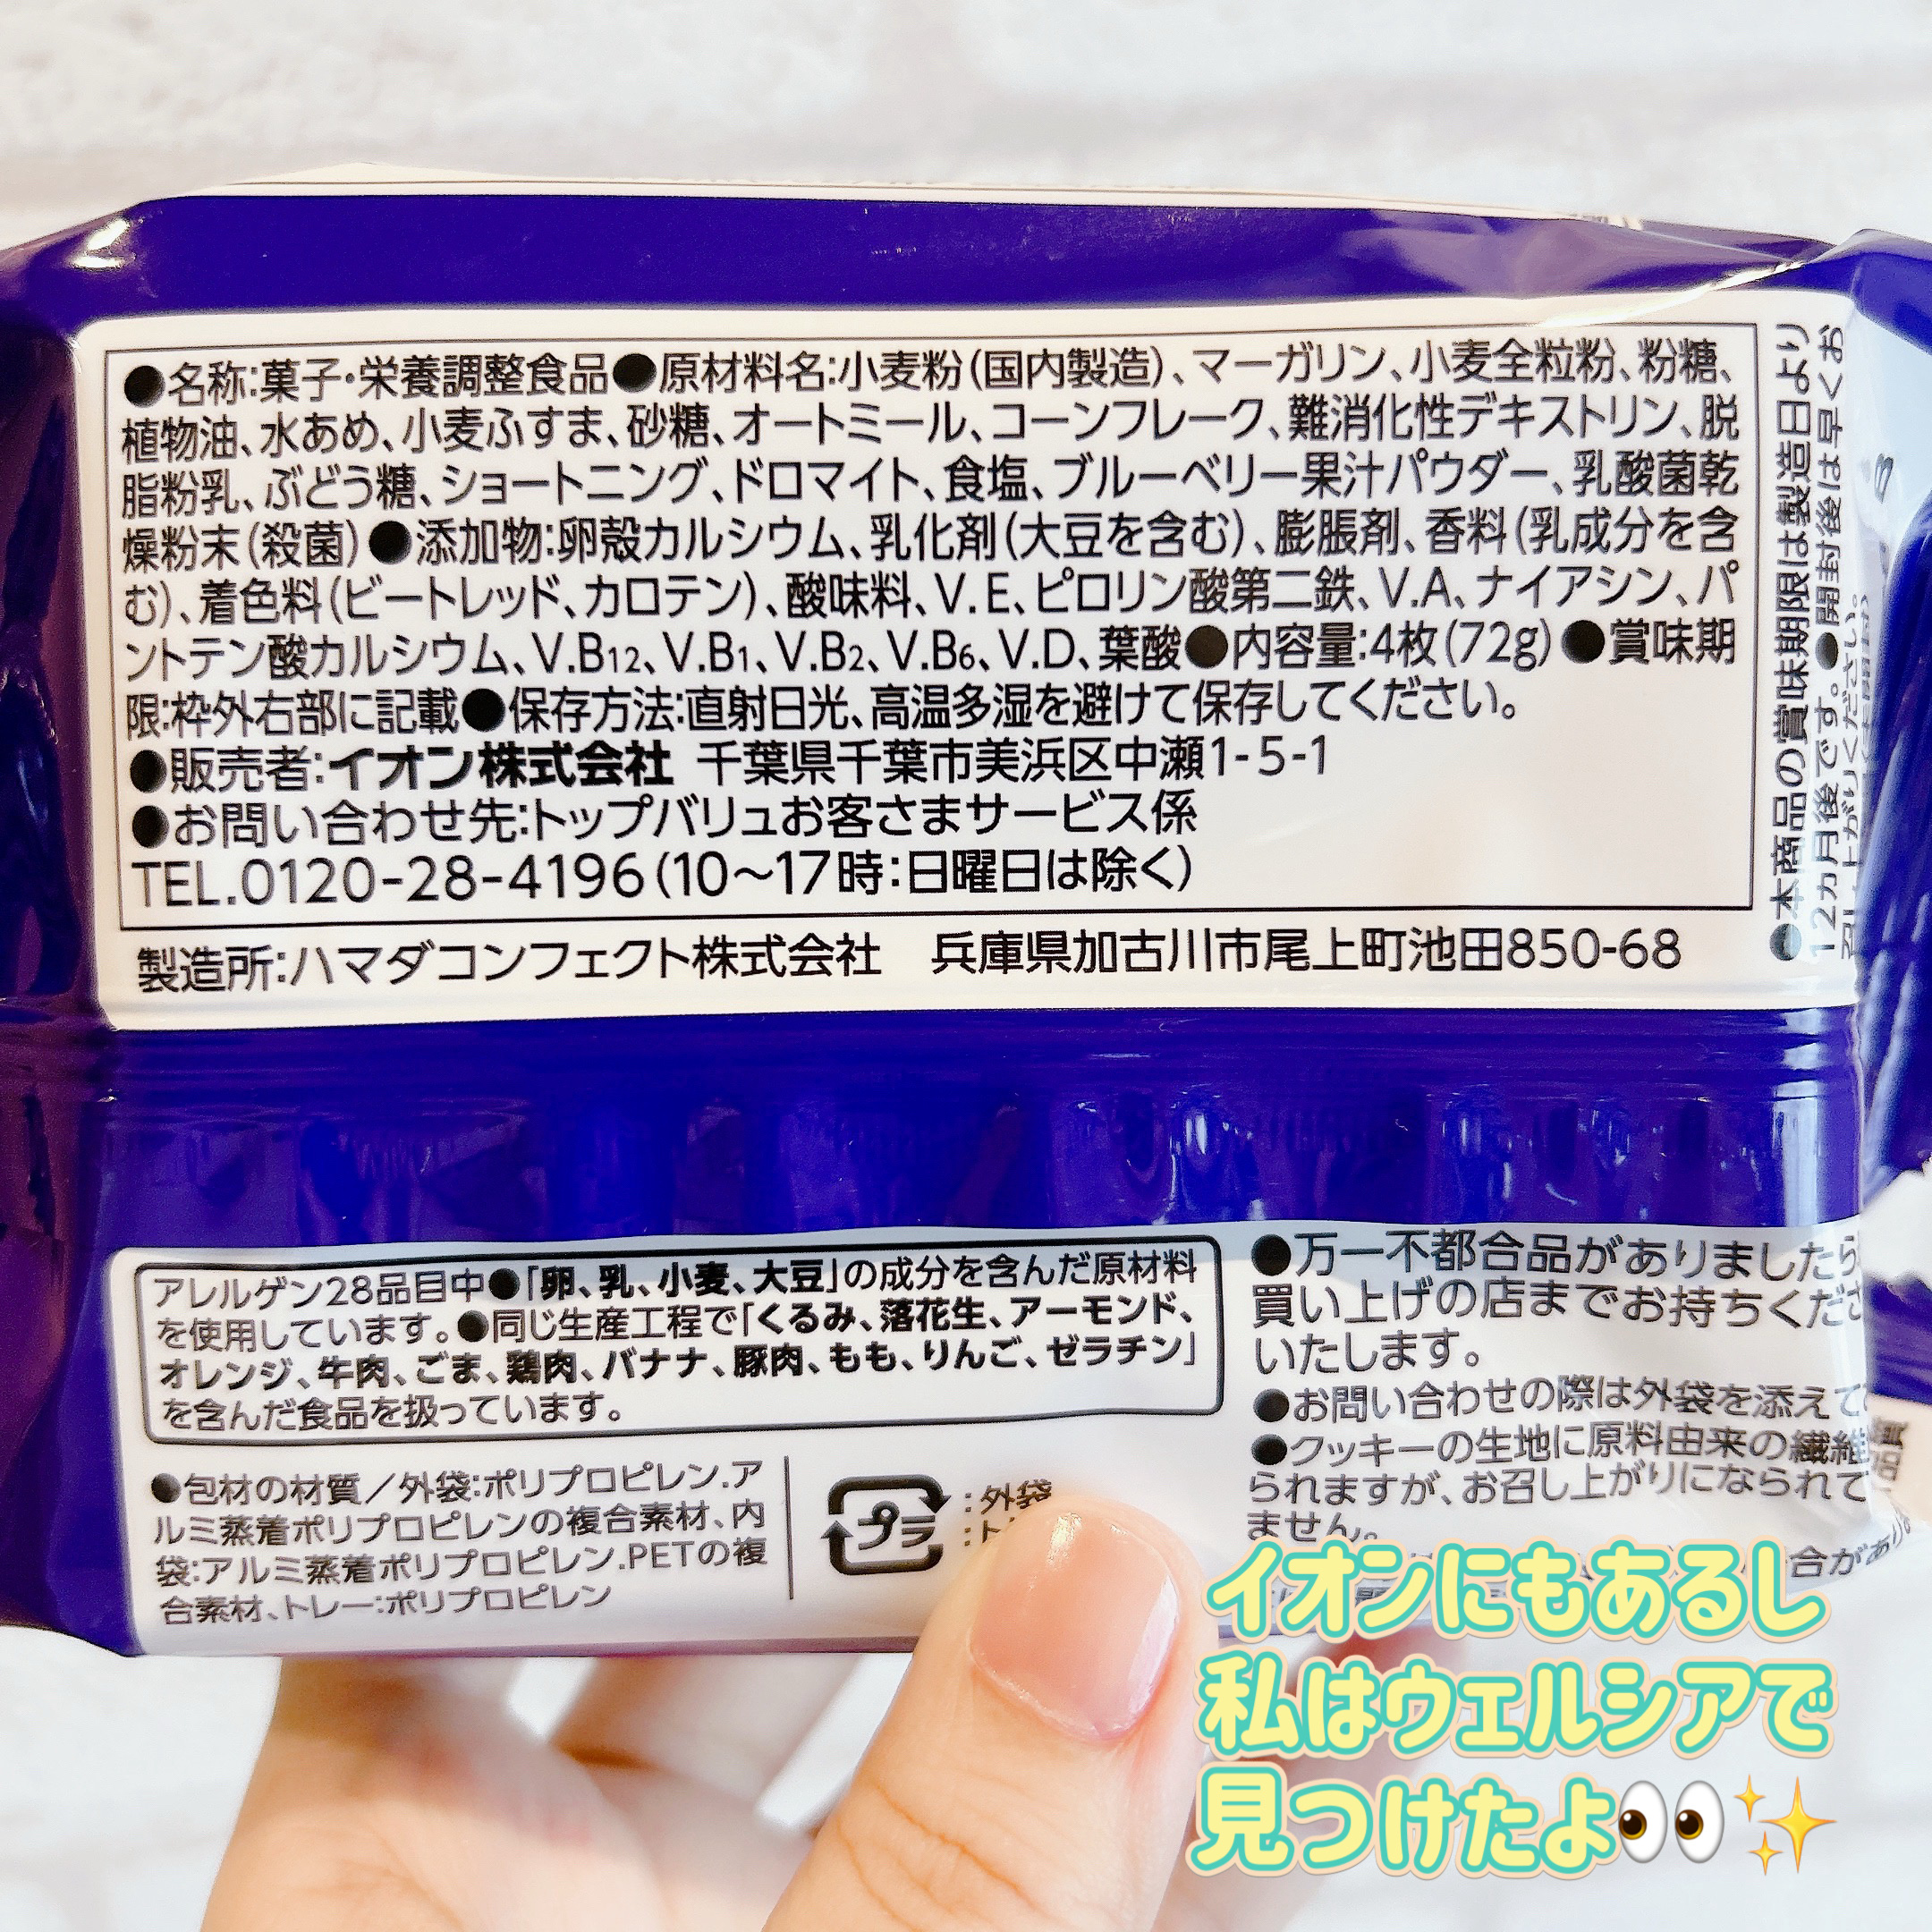 ●名称:菓子・栄養調整食品●原材料名:小麦粉(国内製造)、マーガリン、小麦全粒粉、粉糖、
植物油、水あめ、小麦ふすま、砂糖、オートミール、コーンフレーク、難消化性デキストリン、脱
脂粉乳、ぶどう糖、ショートニング、ドロマイト、食塩、ブルーベリー果汁パウダー、乳酸菌乾
燥粉末(殺菌)●添加物:卵殻カルシウム、乳化剤(大豆を含む)、膨脹剤、香料(乳成分を含
む)、着色料(ビートレッド、カロテン)、酸味料、V.E、ピロリン酸第二鉄、V.A、ナイアシン、パ
ントテン酸カルシウム、V.B12、V.B1、V.B2、V.B6、V.D、葉酸●内容量:4枚(72g)●賞味期
限:枠外右部に記載●保存方法:直射日光、高温多湿を避けて保存してください。
●販売者:イオン株式会社 千葉県千葉市美浜区中瀬1-5-1
●お問い合わせ先:トップバリュお客さまサービス係
TEL.0120-28-4196(10～17時:日曜日は除く)
製造所:ハマダコンフェクト株式会社 兵庫県加古川市尾上町池田850-68
●本商品の賞味期限は製造日より
12カ月後です。●開封後は早くお
召し上がりください。
アレルゲン28品目中●「卵、乳、小麦、大豆」の成分を含んだ原材料
を使用しています。●同じ生産工程で「くるみ、落花生、アーモンド、
オレンジ、牛肉、ごま、鶏肉、バナナ、豚肉、もも、りんご、ゼラチン」
を含んだ食品を扱っています。
●包材の材質／外袋:ポリプロピレン.ア
ルミ蒸着ポリプロピレンの複合素材、内
袋:アルミ蒸着ポリプロピレン.PETの複
合素材、トレー:ポリプロピレン
プラ
:外袋
:ト
●万一不都合品がありましたら
買い上げの店までお持ちくださ
いたします。
●お問い合わせの際は外袋を添えて
●クッキーの生地に原料由来の繊維
られますが、お召し上がりになられて
ません。
合があり
イオンにもあるし
私はウェルシアで
見つけたよ👀✨